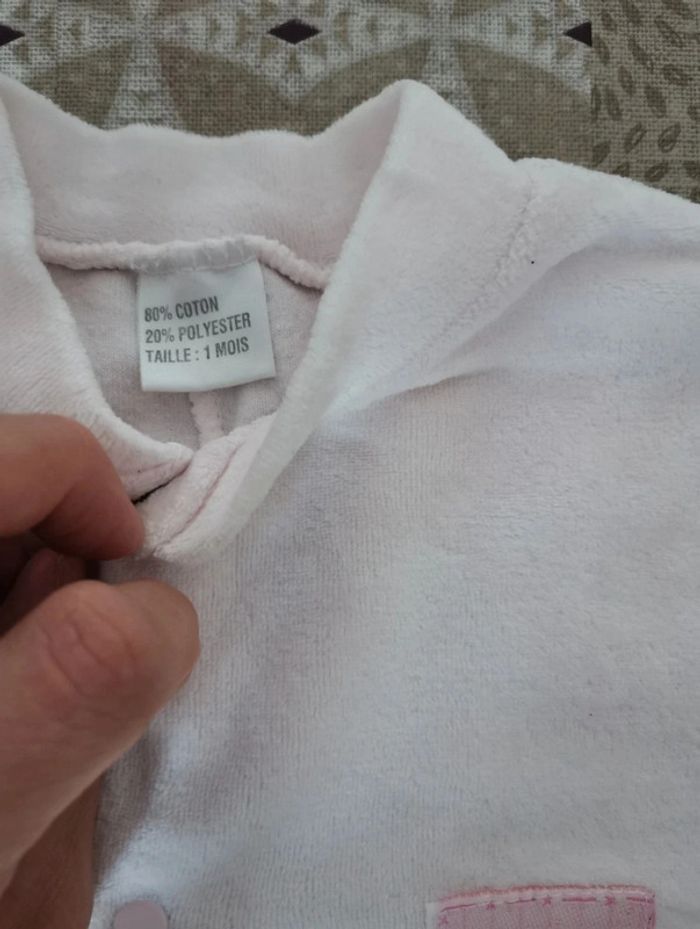 80% COTON
20% POLYESTER
TAILLE : 1 MOIS